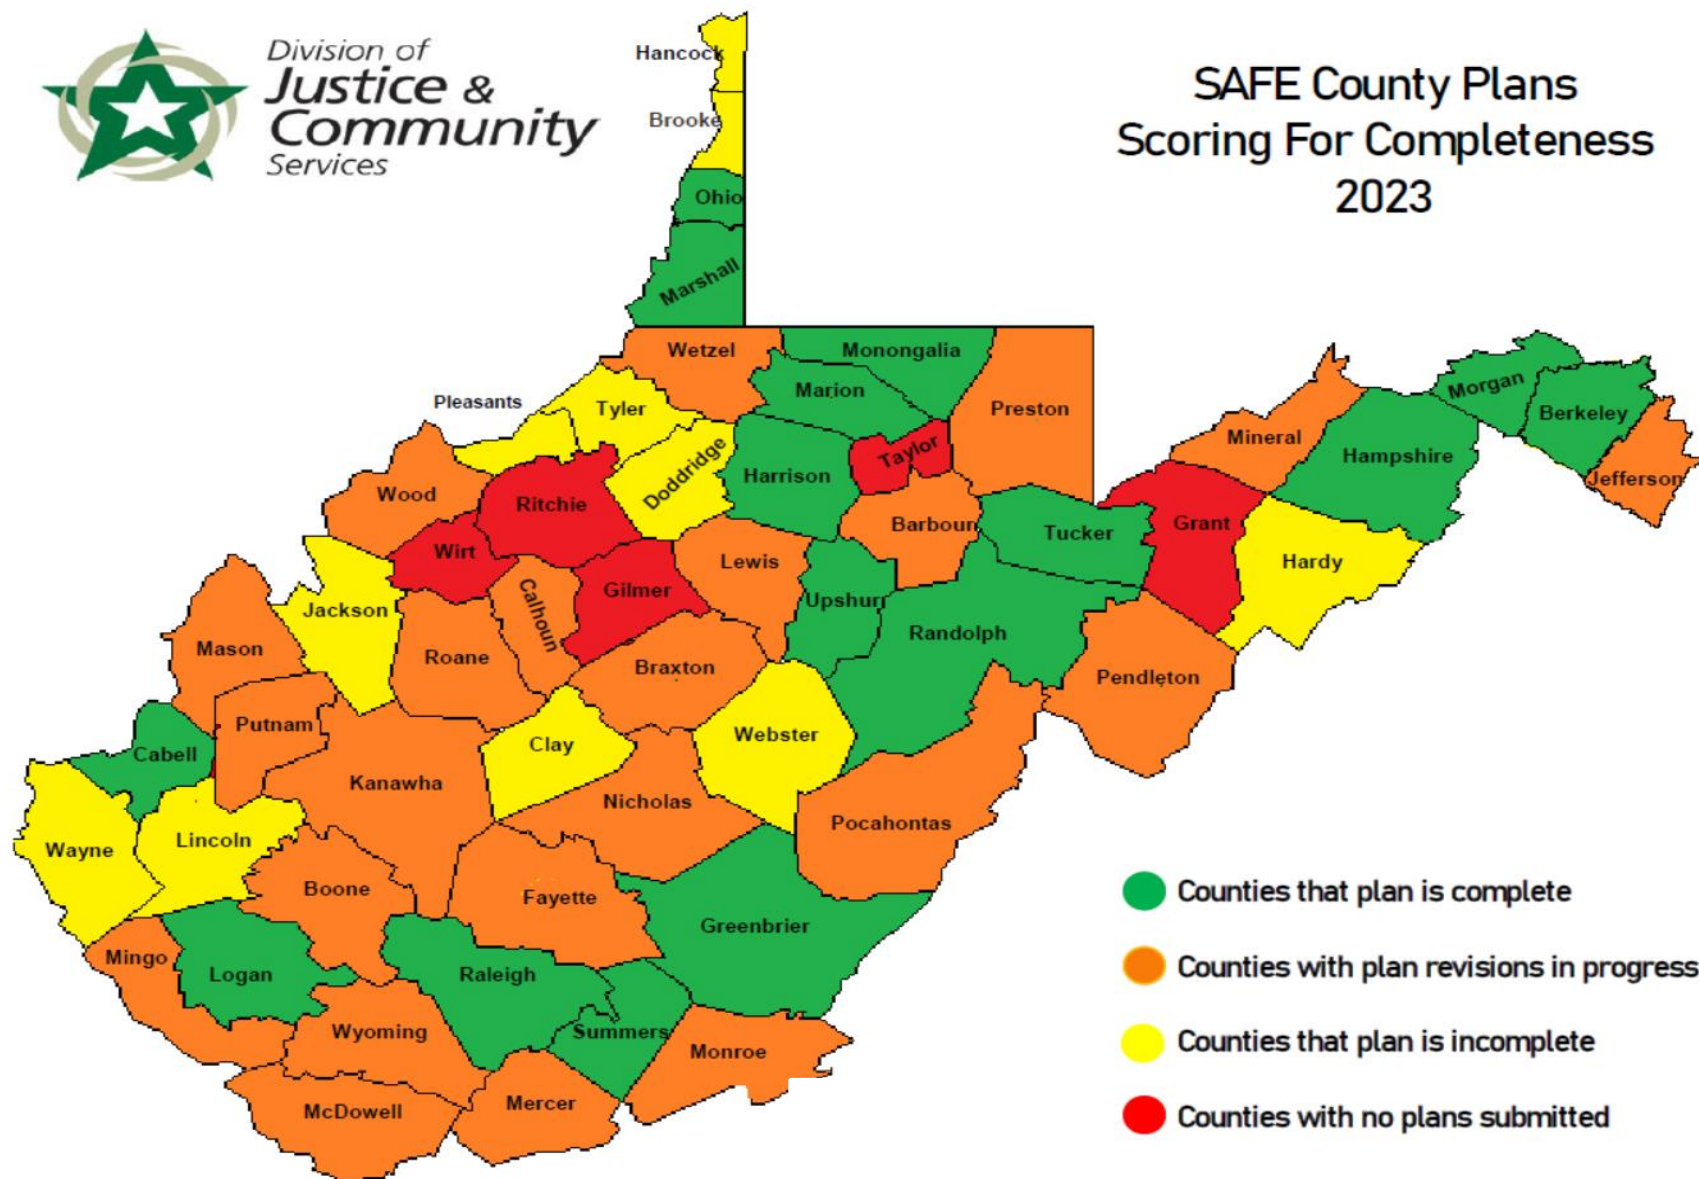 Division of
Justice &
Community
Services
SAFE County Plans
Scoring For Completeness
2023
Hancock
Brooke
Ohio
Marshall
Wetzel
Monongalia
Marion
Preston
Pleasants
Tyler
Doddridge
Harrison
Taylor
Mineral
Hampshire
Morgan
Berkeley
Jefferson
Wood
Ritchie
Wirt
Barbour
Tucker
Grant
Hardy
Lewis
Calhoun
Gilmer
Upshur
Jackson
Randolph
Mason
Roane
Braxton
Pendleton
Putnam
Cabell
Clay
Webster
Kanawha
Nicholas
Pocahontas
Wayne
Lincoln
Boone
Fayette
Greenbrier
Mingo
Logan
Raleigh
Wyoming
Summers
Monroe
McDowell
Mercer
Counties that plan is complete
Counties with plan revisions in progress
Counties that plan is incomplete
Counties with no plans submitted